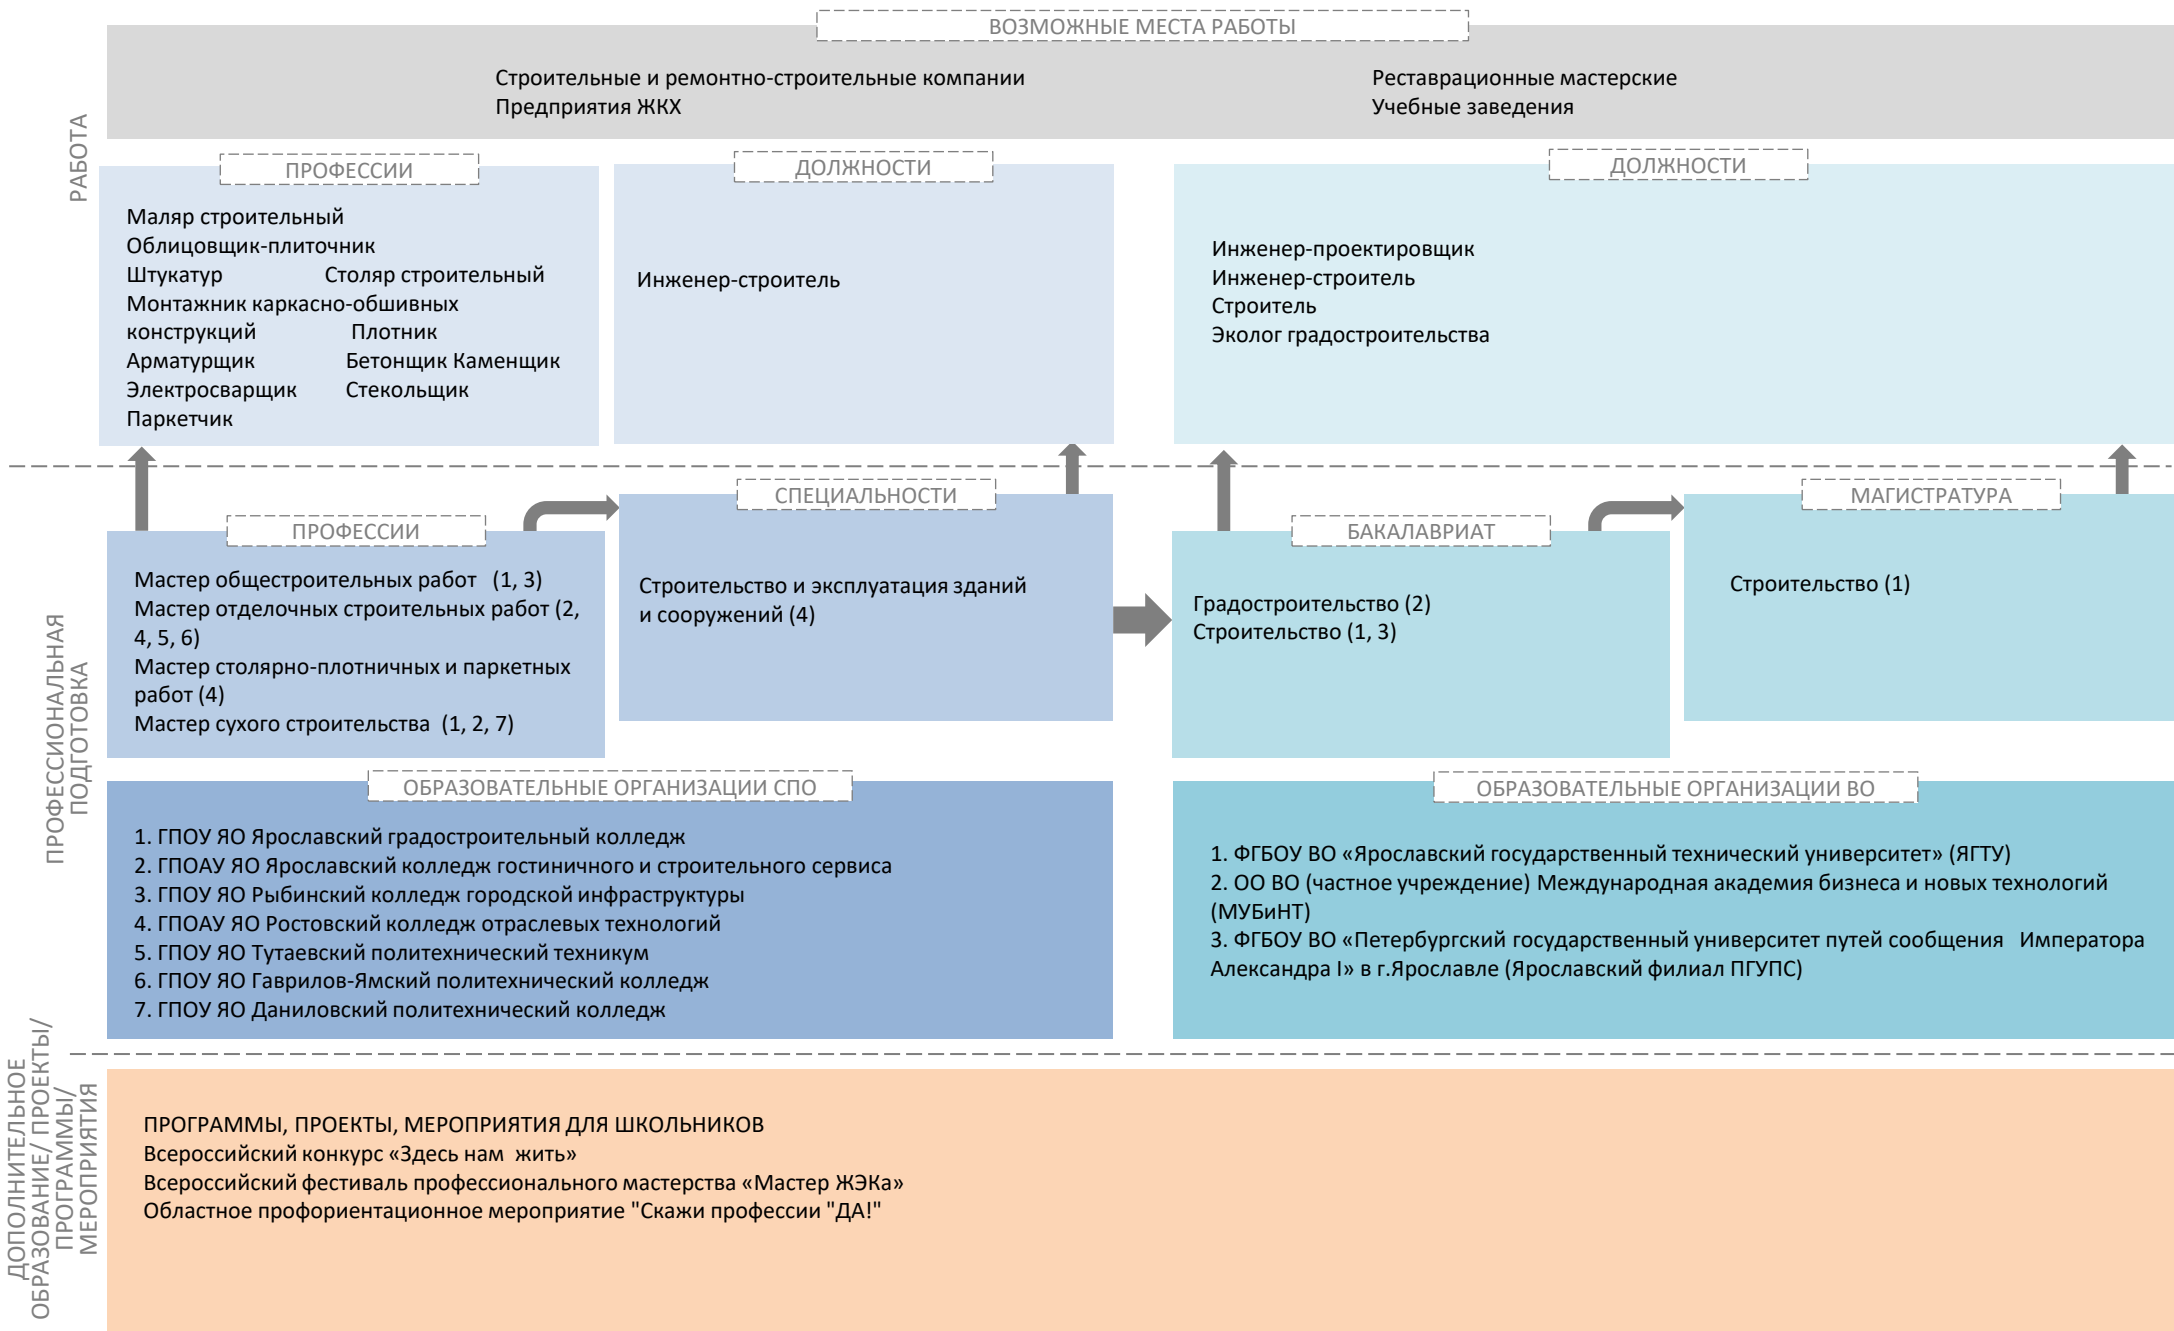 ВОЗМОЖНЫЕ МЕСТА РАБОТЫ
Строительные и ремонтно-строительные компании
Предприятия ЖКХ
Реставрационные мастерские
Учебные заведения
РАБОТА
ПРОФЕССИИ
Маляр строительный
Облицовщик-плиточник
Штукатур Столяр строительный
Монтажник каркасно-обшивных
конструкций Плотник
Арматурщик Бетонщик Каменщик
Электросварщик Стекольщик
Паркетчик
ДОЛЖНОСТИ
Инженер-строитель
ДОЛЖНОСТИ
Инженер-проектировщик
Инженер-строитель
Строитель
Эколог градостроительства
ПРОФЕССИОНАЛЬНАЯ
ПОДГОТОВКА
ПРОФЕССИИ
Мастер общестроительных работ (1, 3)
Мастер отделочных строительных работ (2,
4, 5, 6)
Мастер столярно-плотничных и паркетных
работ (4)
Мастер сухого строительства (1, 2, 7)
СПЕЦИАЛЬНОСТИ
Строительство и эксплуатация зданий
и сооружений (4)
БАКАЛАВРИАТ
Градостроительство (2)
Строительство (1, 3)
МАГИСТРАТУРА
Строительство (1)
ОБРАЗОВАТЕЛЬНЫЕ ОРГАНИЗАЦИИ СПО
1. ГПОУ ЯО Ярославский градостроительный колледж
2. ГПОАУ ЯО Ярославский колледж гостиничного и строительного сервиса
3. ГПОУ ЯО Рыбинский колледж городской инфраструктуры
4. ГПОАУ ЯО Ростовский колледж отраслевых технологий
5. ГПОУ ЯО Тутаевский политехнический техникум
6. ГПОУ ЯО Гаврилов-Ямский политехнический колледж
7. ГПОУ ЯО Даниловский политехнический колледж
ОБРАЗОВАТЕЛЬНЫЕ ОРГАНИЗАЦИИ ВО
1. ФГБОУ ВО «Ярославский государственный технический университет» (ЯГТУ)
2. ОО ВО (частное учреждение) Международная академия бизнеса и новых технологий
(МУБиНТ)
3. ФГБОУ ВО «Петербургский государственный университет путей сообщения Императора
Александра I» в г.Ярославле (Ярославский филиал ПГУПС)
ДОПОЛНИТЕЛЬНОЕ
ОБРАЗОВАНИЕ/ ПРОЕКТЫ/
ПРОГРАММЫ/
МЕРОПРИЯТИЯ
ПРОГРАММЫ, ПРОЕКТЫ, МЕРОПРИЯТИЯ ДЛЯ ШКОЛЬНИКОВ
Всероссийский конкурс «Здесь нам жить»
Всероссийский фестиваль профессионального мастерства «Мастер ЖЭКа»
Областное профориентационное мероприятие "Скажи профессии "ДА!"